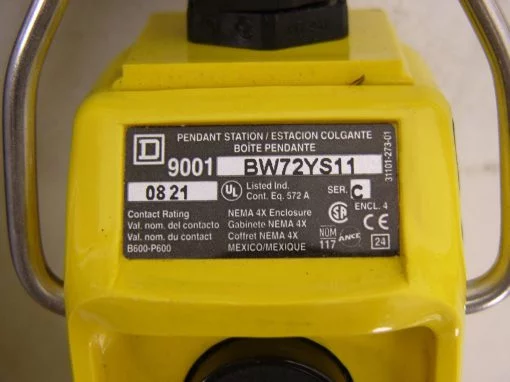 PENDANT STATION / ESTACION COLGANTE
BOÎTE PENDANTE
9001 BW72YS11
08 21 UL Listed Ind. Cont. Eq. 572 A SER. C
31101-273-01
Contact Rating
Val. nom. del contacto
Val. nom. du contact
B600-P600
NEMA 4X Enclosure
Gabinete NEMA 4X
Coffret NEMA 4X
MEXICO/MEXIQUE
ENCL. 4
SA CE
NOM
117 ANCE 24